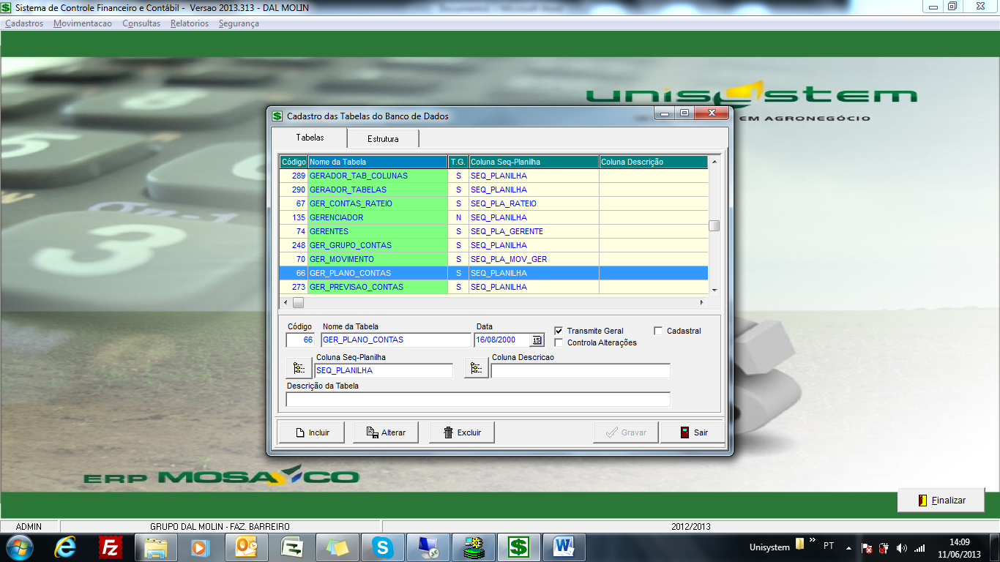 Sistema de Controle Financeiro e Contábil - Versao 2013.313 - DAL MOLIN
Cadastros Movimentacao Consultas Relatorios Segurança
unisystem
EM AGRONEGÓCIO
Cadastro das Tabelas do Banco de Dados
Tabelas Estrutura
Código Nome da Tabela T.G. Coluna Seq-Planilha Coluna Descrição
289 GERADOR_TAB_COLUNAS S SEQ_PLANILHA
290 GERADOR_TABELAS S SEQ_PLANILHA
67 GER_CONTAS_RATEIO S SEQ_PLA_RATEIO
135 GERENCIADOR N SEQ_PLANILHA
74 GERENTES S SEQ_PLA_GERENTE
248 GER_GRUPO_CONTAS S SEQ_PLANILHA
70 GER_MOVIMENTO S SEQ_PLA_MOV_GER
66 GER_PLANO_CONTAS S SEQ_PLANILHA
273 GER_PREVISAO_CONTAS S SEQ_PLANILHA
Código Nome da Tabela Data
66 GER_PLANO_CONTAS 16/08/2000 15 Transmite Geral Cadastral
Controla Alterações
Coluna Seq-Planilha Coluna Descricao
SEQ_PLANILHA
Descrição da Tabela
Incluir Alterar Excluir Gravar Sair
ERP MOSAYCO
Finalizar
ADMIN GRUPO DAL MOLIN - FAZ. BARREIRO 2012/2013
Unisystem PT 14:09
11/06/2013